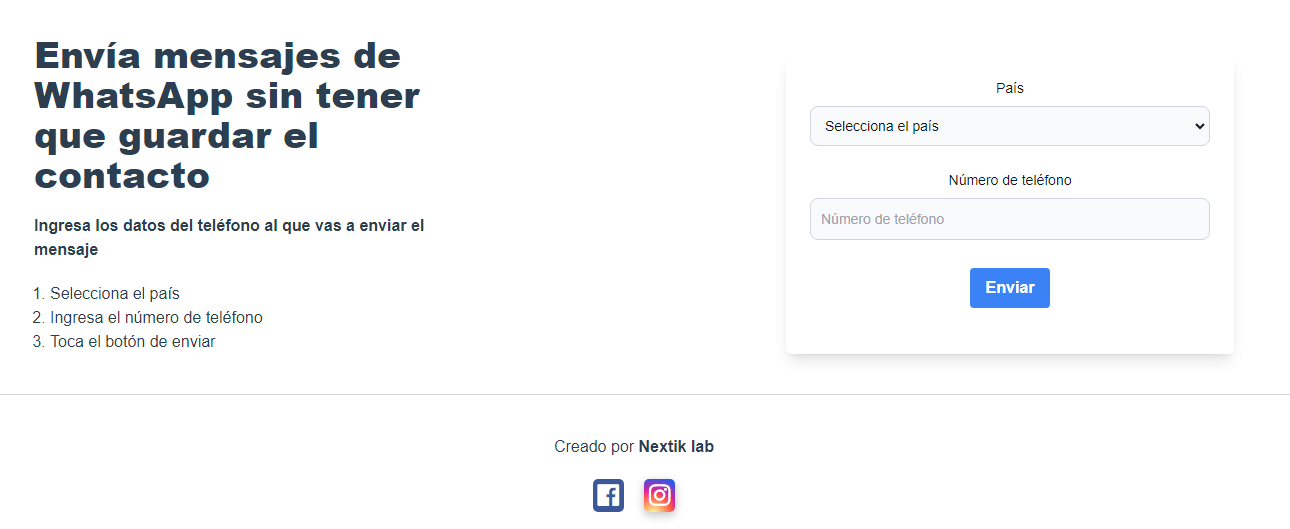 Envía mensajes de
WhatsApp sin tener
que guardar el
contacto
Ingresa los datos del teléfono al que vas a enviar el
mensaje
1. Selecciona el país
2. Ingresa el número de teléfono
3. Toca el botón de enviar
País
Selecciona el país
Número de teléfono
Número de teléfono
Enviar
Creado por Nextik lab